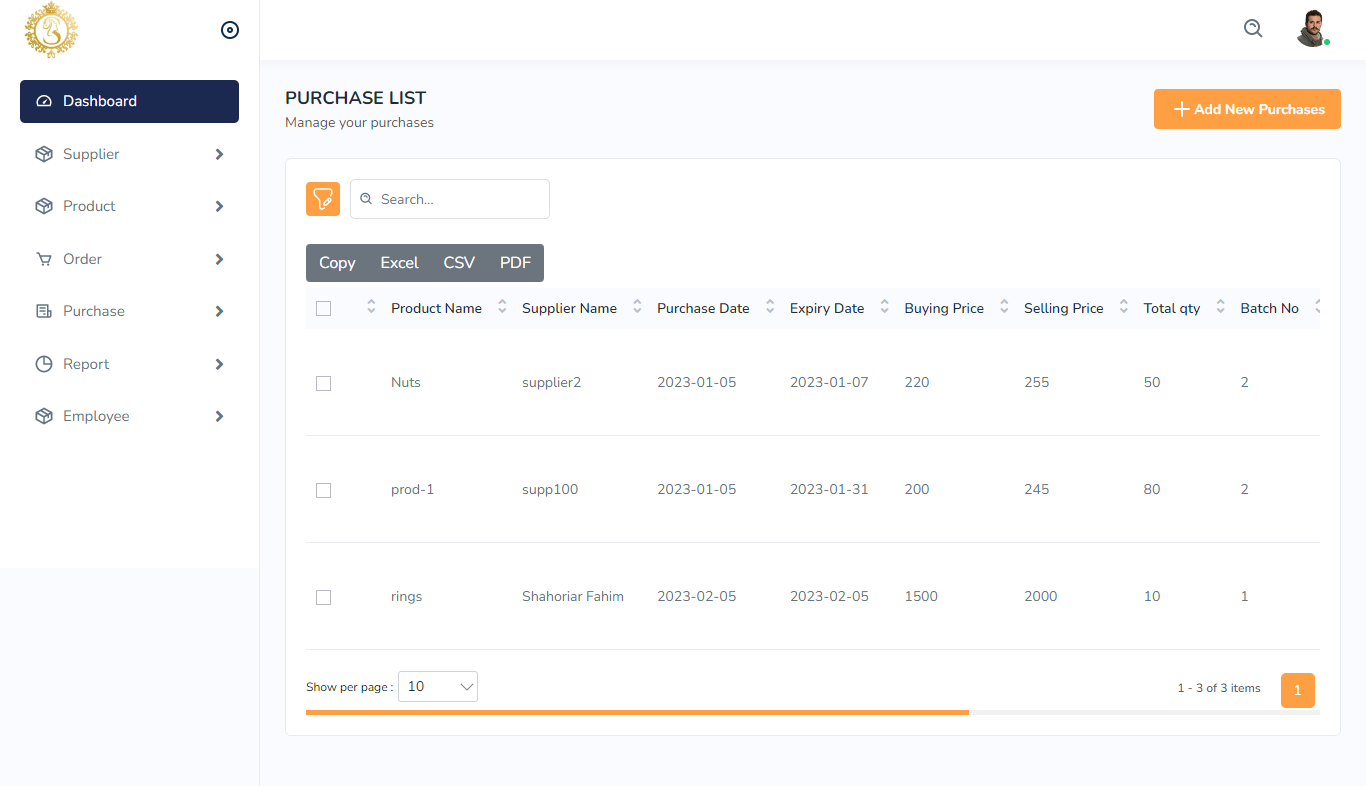 Dashboard
Supplier
Product
Order
Purchase
Report
Employee
PURCHASE LIST
Manage your purchases
Add New Purchases
Search...
Copy Excel CSV PDF
Product Name Supplier Name Purchase Date Expiry Date Buying Price Selling Price Total qty Batch No
Nuts supplier2 2023-01-05 2023-01-07 220 255 50 2
prod-1 supp100 2023-01-05 2023-01-31 200 245 80 2
rings Shahoriar Fahim 2023-02-05 2023-02-05 1500 2000 10 1
Show per page : 10 1 - 3 of 3 items 1